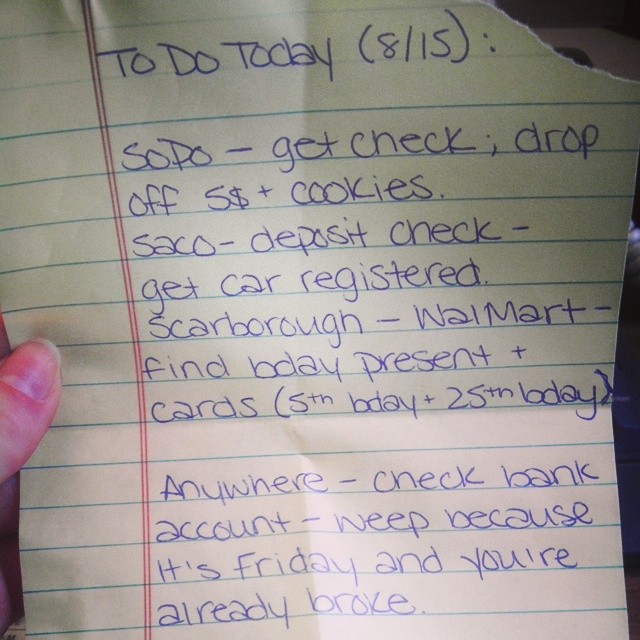 To Do Today (8/15):
SoPo - get check; drop
off 5$ + cookies.
Saco - deposit check -
get car registered.
Scarborough - WalMart -
find bday present +
cards (5th bday + 25th bday)
Anywhere - check bank
account - weep because
it's Friday and you're
already broke.